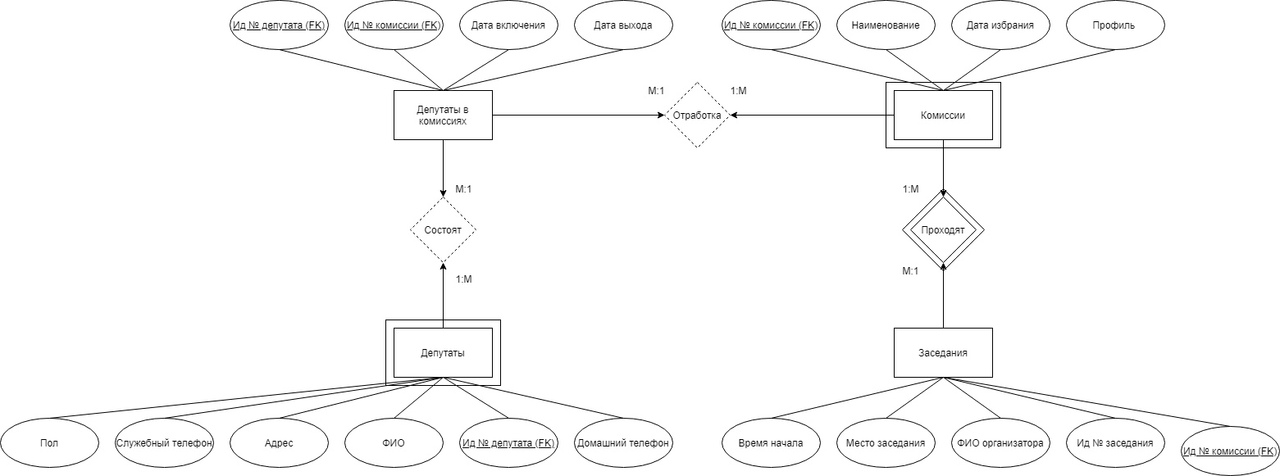 Ид № депутата (FK)
Ид № комиссии (FK)
Дата включения
Дата выхода
Ид № комиссии (FK)
Наименование
Дата избрания
Профиль
Депутаты в
комиссиях
M:1
Отработка
1:M
Комиссии
M:1
Состоят
1:M
1:M
Проходят
M:1
Депутаты
Заседания
Пол
Служебный телефон
Адрес
ФИО
Ид № депутата (FK)
Домашний телефон
Время начала
Место заседания
ФИО организатора
Ид № заседания
Ид № комиссии (FK)